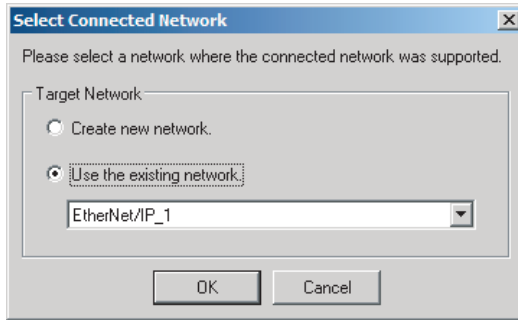 Select Connected Network
Please select a network where the connected network was supported.
Target Network
Create new network.
Use the existing network.
EtherNet/IP_1
OK Cancel